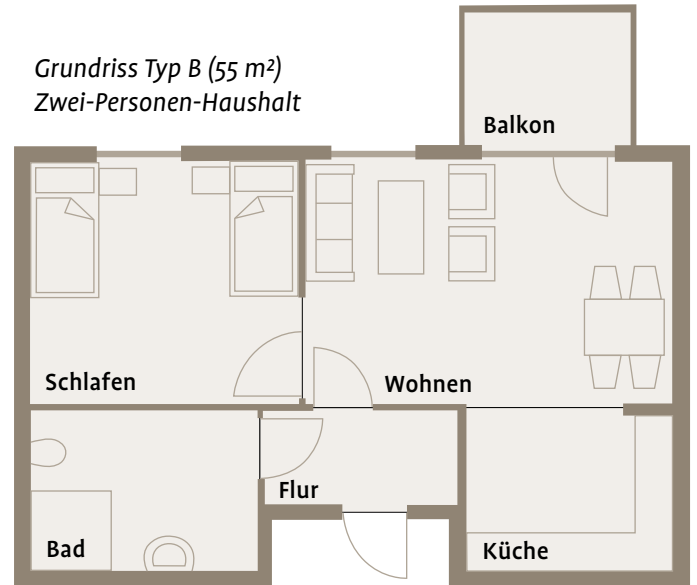 Grundriss Typ B (55 m²)
Zwei-Personen-Haushalt
Balkon
Schlafen
Wohnen
Flur
Bad
Küche